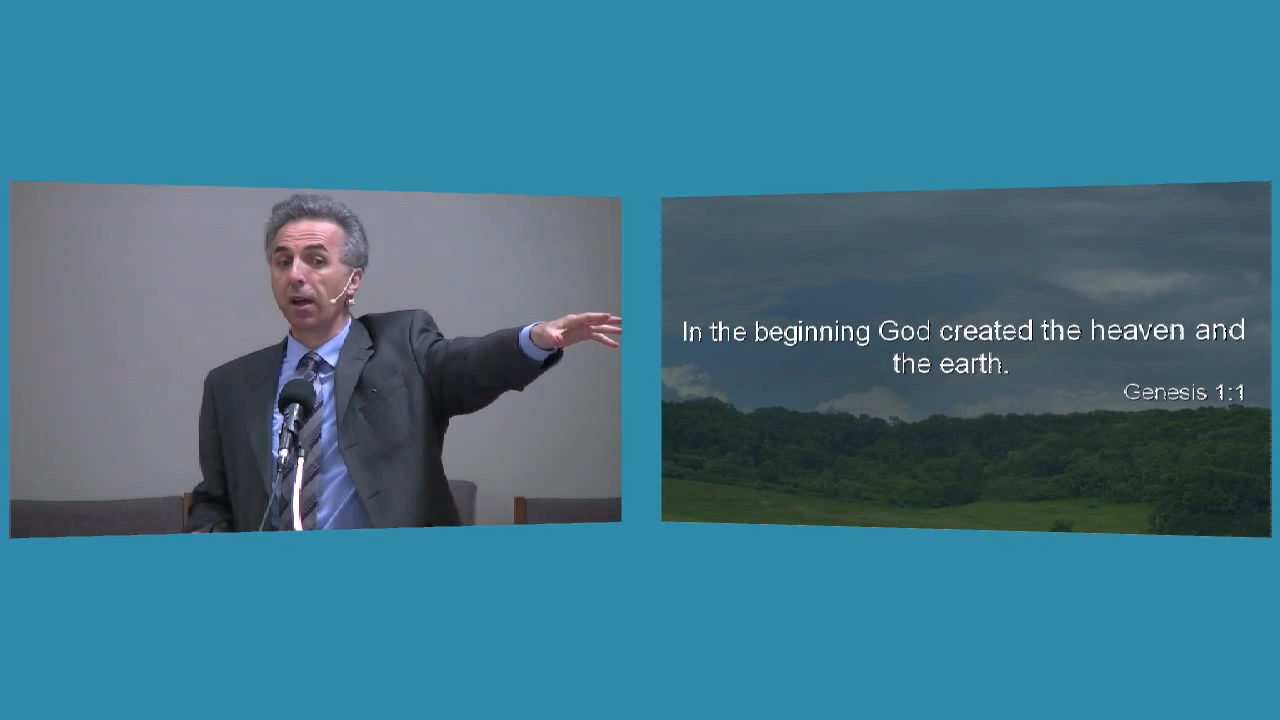 In the beginning God created the heaven and
the earth.
Genesis 1:1